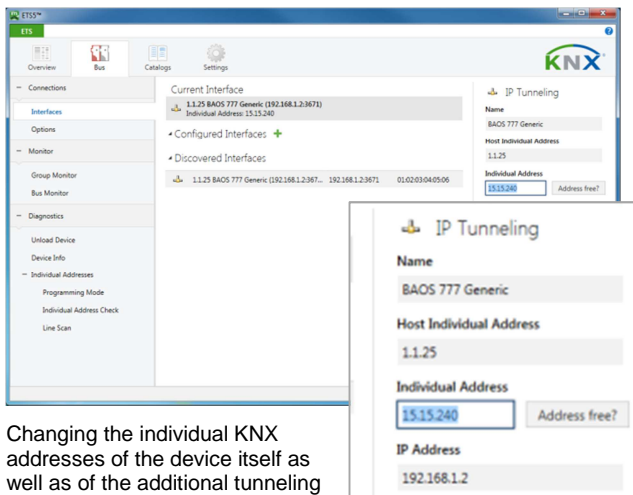 ETS5™
ETS
Overview
Bus
Catalogs
Settings
KNX
Connections
Interfaces
Options
Monitor
Group Monitor
Bus Monitor
Diagnostics
Unload Device
Device Info
Individual Addresses
Programming Mode
Individual Address Check
Line Scan
Current Interface
1.1.25 BAOS 777 Generic (192.168.1.2:3671)
Individual Address: 15.15.240
Configured Interfaces
Discovered Interfaces
1.1.25 BAOS 777 Generic (192.168.1.2:367... 192.168.1.2:3671 01:02:03:04:05:06
IP Tunneling
Name
BAOS 777 Generic
Host Individual Address
1.1.25
Individual Address
15.15.240 Address free?
IP Tunneling
Name
BAOS 777 Generic
Host Individual Address
1.1.25
Individual Address
15.15.240 Address free?
IP Address
192.168.1.2
Changing the individual KNX
addresses of the device itself as
well as of the additional tunneling